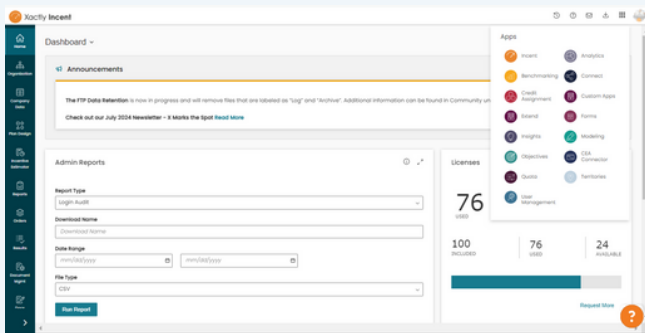 Xactly Incent
Dashboard
Apps
Incent
Analytics
Benchmarking
Connect
Credit Assignment
Custom Apps
Extend
Forms
Insights
Modeling
Objectives
CEA Connector
Quota
Territories
User Management
Home
Organization
Company Data
Plan Design
Incentive Estimator
Reports
Orders
Results
Document Mgmt
Announcements
The FTP Data Retention is now in progress and will remove files that are labeled as "Log" and "Archive". Additional information can be found in Community un
Check out our July 2024 Newsletter - X Marks the Spot Read More
Admin Reports
Report Type
Login Audit
Download Name
Download Name
Date Range
mm/dd/yyyy
mm/dd/yyyy
File Type
CSV
Run Report
Licenses
76
USED
100
INCLUDED
76
USED
24
AVAILABLE
Request More
?